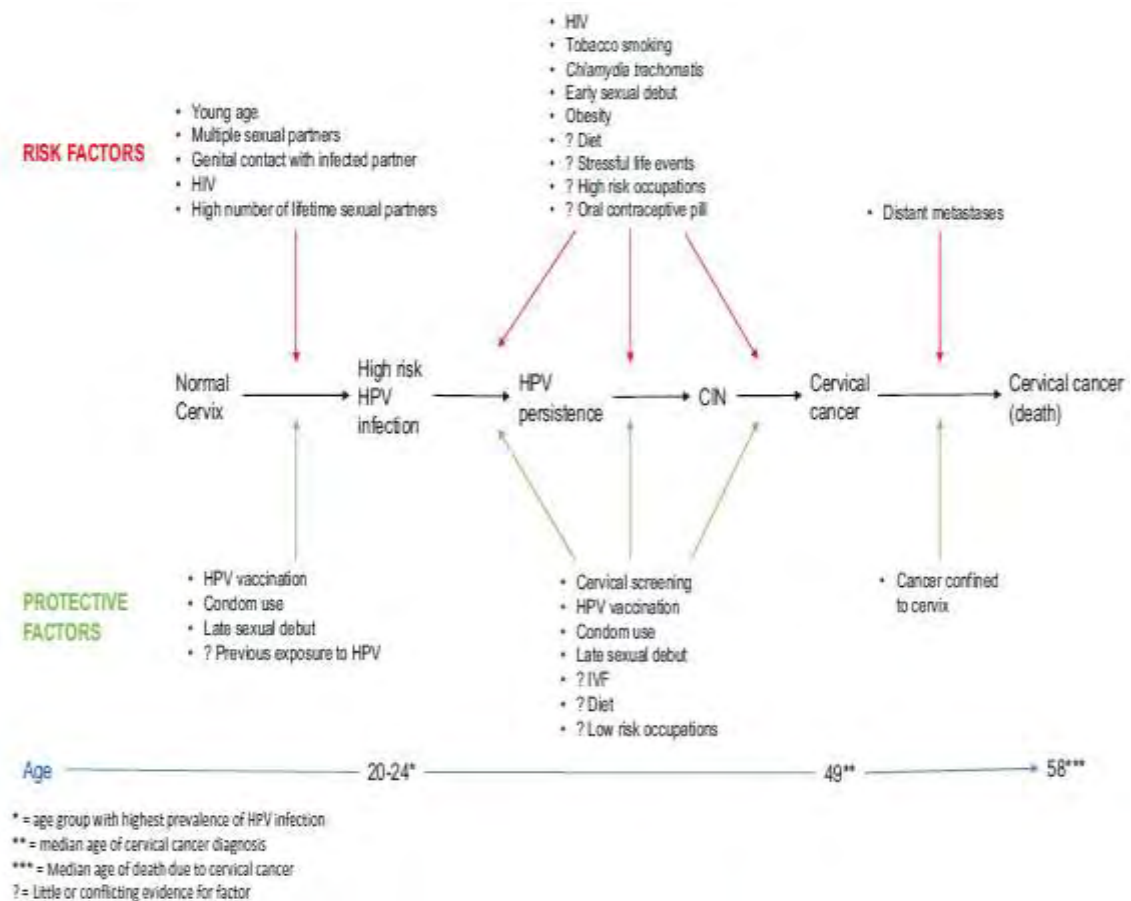 • HIV
• Tobacco smoking
• Chlamydia trachomatis
• Early sexual debut
• Obesity
• ? Diet
• ? Stressful life events
• ? High risk occupations
• ? Oral contraceptive pill
RISK FACTORS
• Young age
• Multiple sexual partners
• Genital contact with infected partner
• HIV
• High number of lifetime sexual partners
• Distant metastases
Normal
Cervix
High risk
HPV
infection
HPV
persistence
CIN
Cervical
cancer
Cervical cancer
(death)
PROTECTIVE
FACTORS
• HPV vaccination
• Condom use
• Late sexual debut
• ? Previous exposure to HPV
• Cervical screening
• HPV vaccination
• Condom use
• Late sexual debut
• ? IVF
• ? Diet
• ? Low risk occupations
• Cancer confined
to cervix
Age 20-24* 49** 58***
* = age group with highest prevalence of HPV infection
** = median age of cervical cancer diagnosis
*** = Median age of death due to cervical cancer
? = Little or conflicting evidence for factor